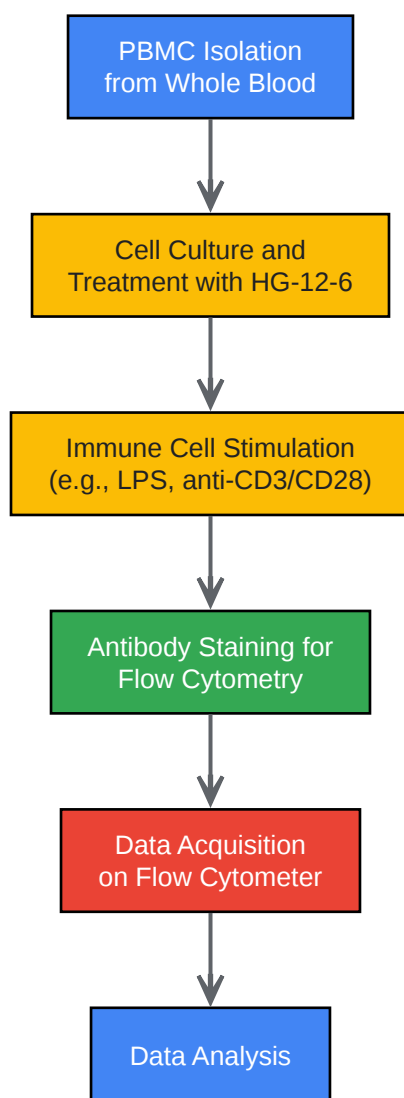 PBMC Isolation
from Whole Blood
Cell Culture and
Treatment with HG-12-6
Immune Cell Stimulation
(e.g., LPS, anti-CD3/CD28)
Antibody Staining for
Flow Cytometry
Data Acquisition
on Flow Cytometer
Data Analysis